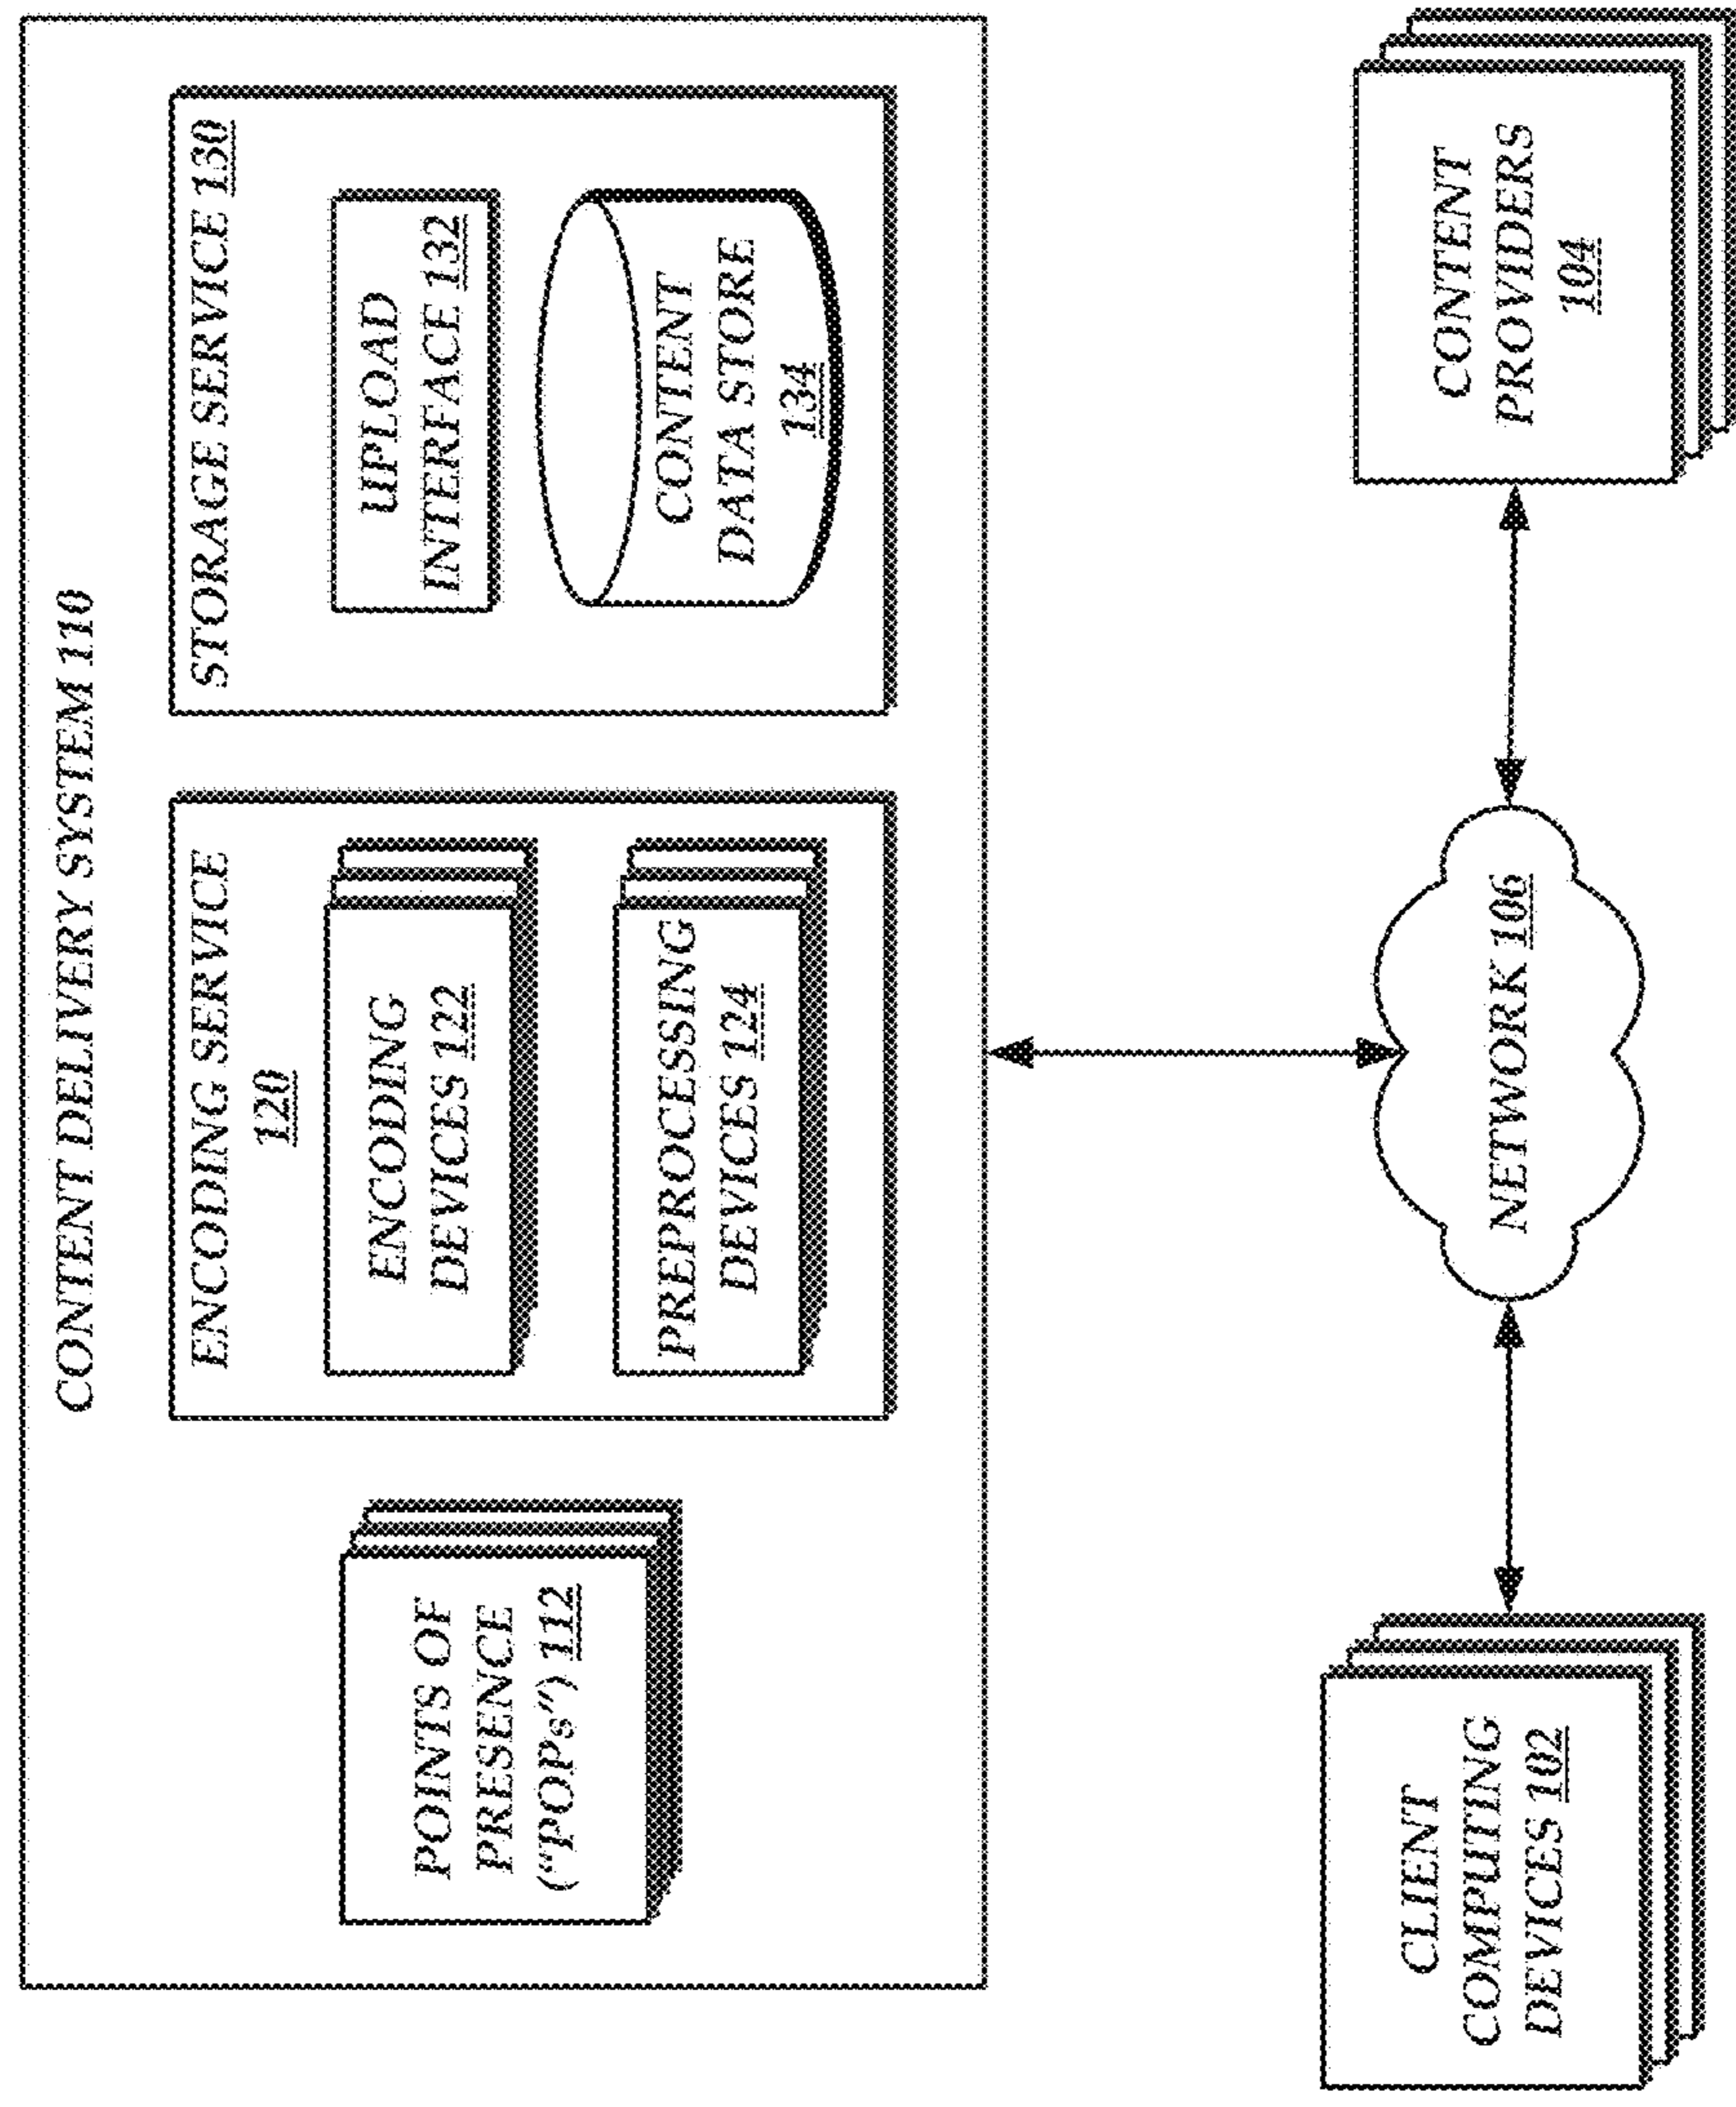 CONTENT DELIVERY SYSTEM 110
POINTS OF
PRESENCE
("POPs") 112
ENCODING SERVICE
120
ENCODING
DEVICES 122
PREPROCESSING
DEVICES 124
STORAGE SERVICE 130
UPLOAD
INTERFACE 132
CONTENT
DATA STORE
134
CLIENT
COMPUTING
DEVICES 102
NETWORK 106
CONTENT
PROVIDERS
104